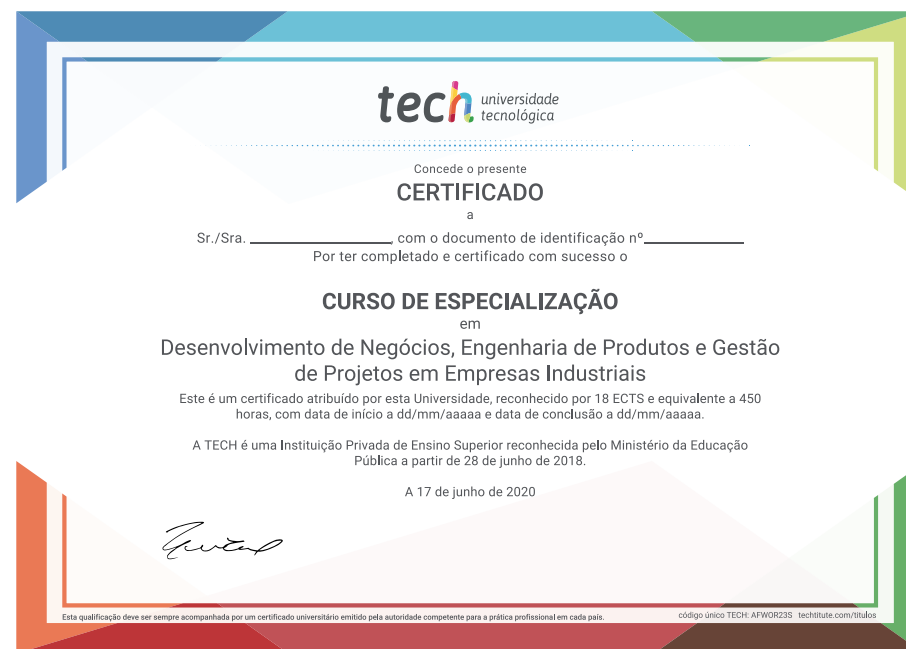 tech universidade
tecnológica
Concede o presente
CERTIFICADO
a
Sr./Sra. ____________________, com o documento de identificação nº______________
Por ter completado e certificado com sucesso o
CURSO DE ESPECIALIZAÇÃO
em
Desenvolvimento de Negócios, Engenharia de Produtos e Gestão
de Projetos em Empresas Industriais
Este é um certificado atribuído por esta Universidade, reconhecido por 18 ECTS e equivalente a 450
horas, com data de início a dd/mm/aaaaa e data de conclusão a dd/mm/aaaaa.
A TECH é uma Instituição Privada de Ensino Superior reconhecida pelo Ministério da Educação
Pública a partir de 28 de junho de 2018.
A 17 de junho de 2020
Esta qualificação deve ser sempre acompanhada por um certificado universitário emitido pela autoridade competente para a prática profissional em cada país.
código único TECH: AFWOR23S techtitute.com/titulos